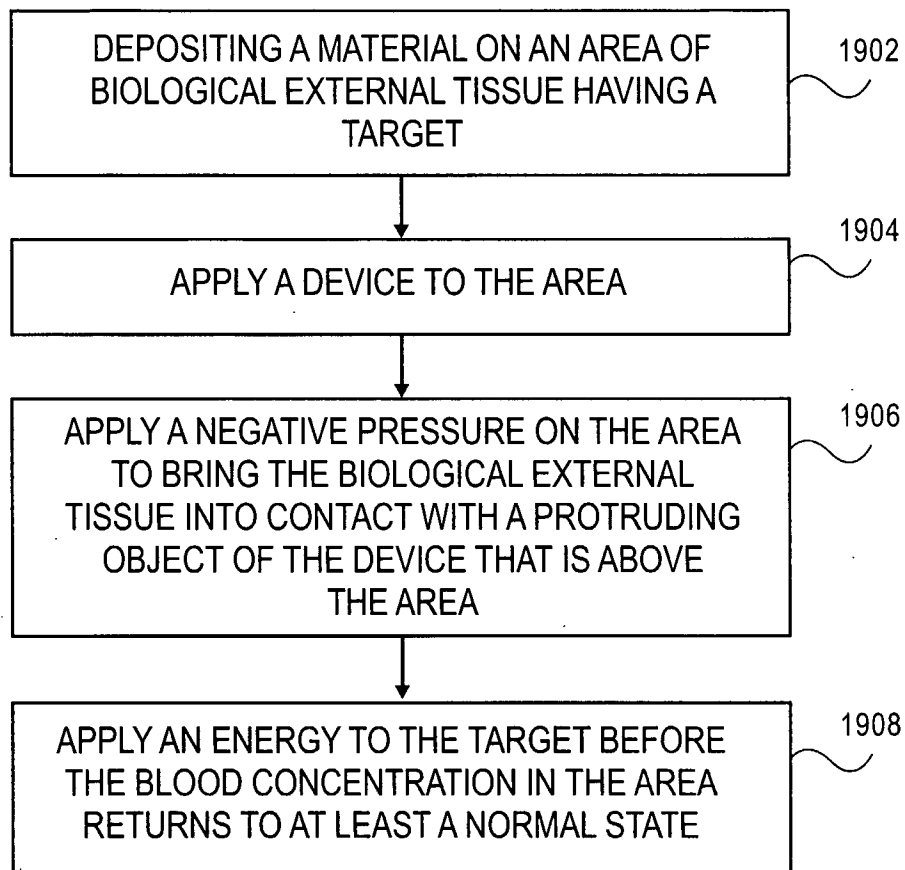 DEPOSITING A MATERIAL ON AN AREA OF
BIOLOGICAL EXTERNAL TISSUE HAVING A
TARGET
1902
APPLY A DEVICE TO THE AREA
1904
APPLY A NEGATIVE PRESSURE ON THE AREA
TO BRING THE BIOLOGICAL EXTERNAL
TISSUE INTO CONTACT WITH A PROTRUDING
OBJECT OF THE DEVICE THAT IS ABOVE
THE AREA
1906
APPLY AN ENERGY TO THE TARGET BEFORE
THE BLOOD CONCENTRATION IN THE AREA
RETURNS TO AT LEAST A NORMAL STATE
1908